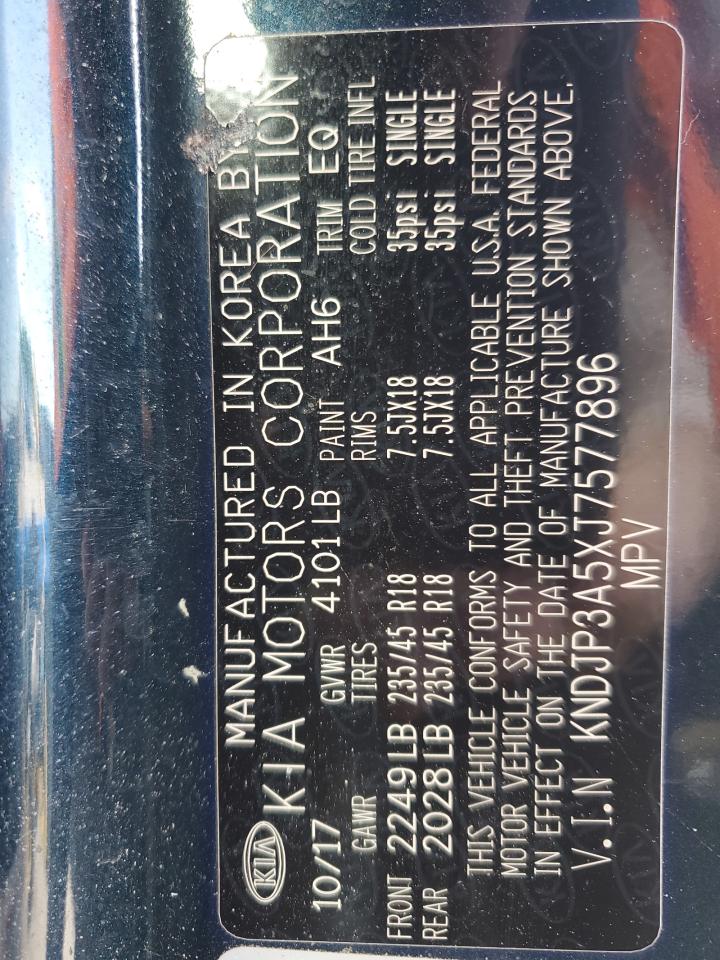 MANUFACTURED IN KOREA BY
KIA KIA MOTORS CORPORATION
10/17 GVWR 4101LB PAINT AH6 TRIM EQ
GAWR TIRES RIMS COLD TIRE INFL
FRONT 2249LB 235/45 R18 7.5JX18 35psi SINGLE
REAR 2028LB 235/45 R18 7.5JX18 35psi SINGLE
THIS VEHICLE CONFORMS TO ALL APPLICABLE U.S.A. FEDERAL
MOTOR VEHICLE SAFETY AND THEFT PREVENTION STANDARDS
IN EFFECT ON THE DATE OF MANUFACTURE SHOWN ABOVE.
V.I.N KNDJP3A5XJ7577896
MPV